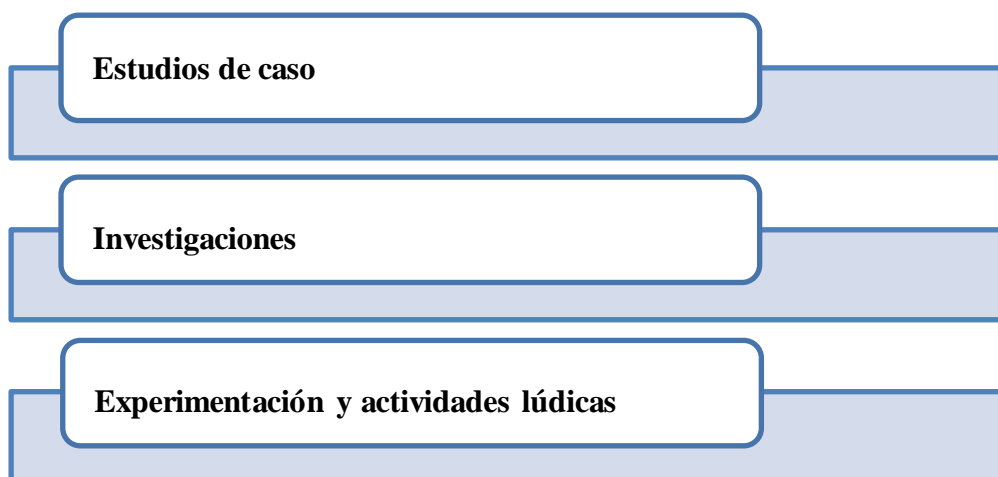 Estudios de caso
Investigaciones
Experimentación y actividades lúdicas